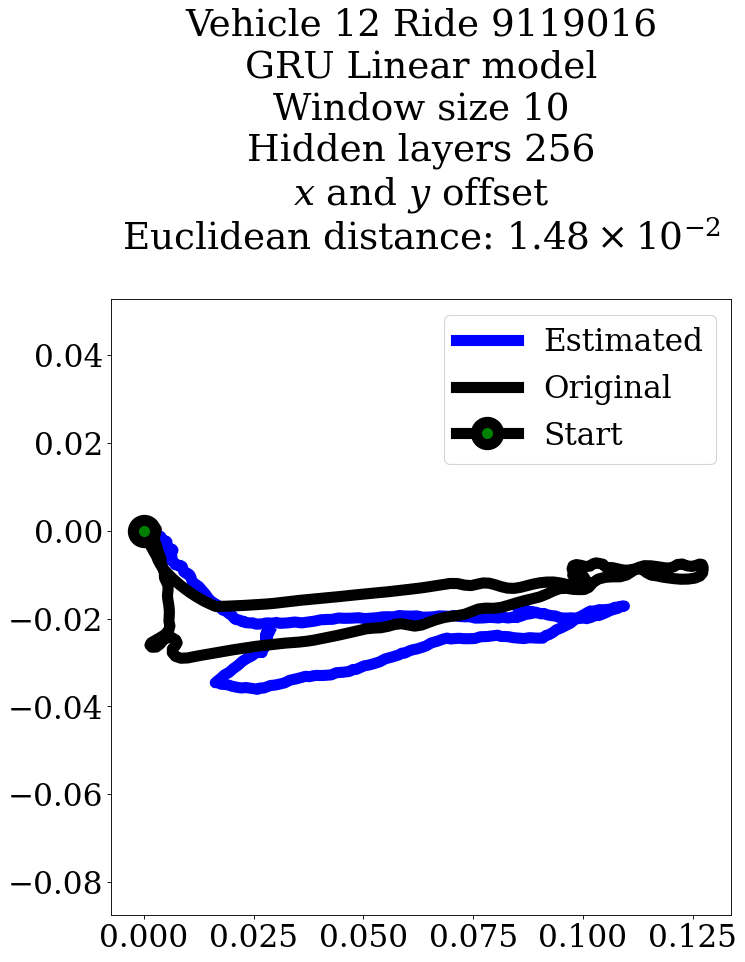 Vehicle 12 Ride 9119016
GRU Linear model
Window size 10
Hidden layers 256
x and y offset
Euclidean distance: 1.48 × 10⁻²
Estimated
Original
Start
0.04
0.02
0.00
−0.02
−0.04
−0.06
−0.08
0.000 0.025 0.050 0.075 0.100 0.125